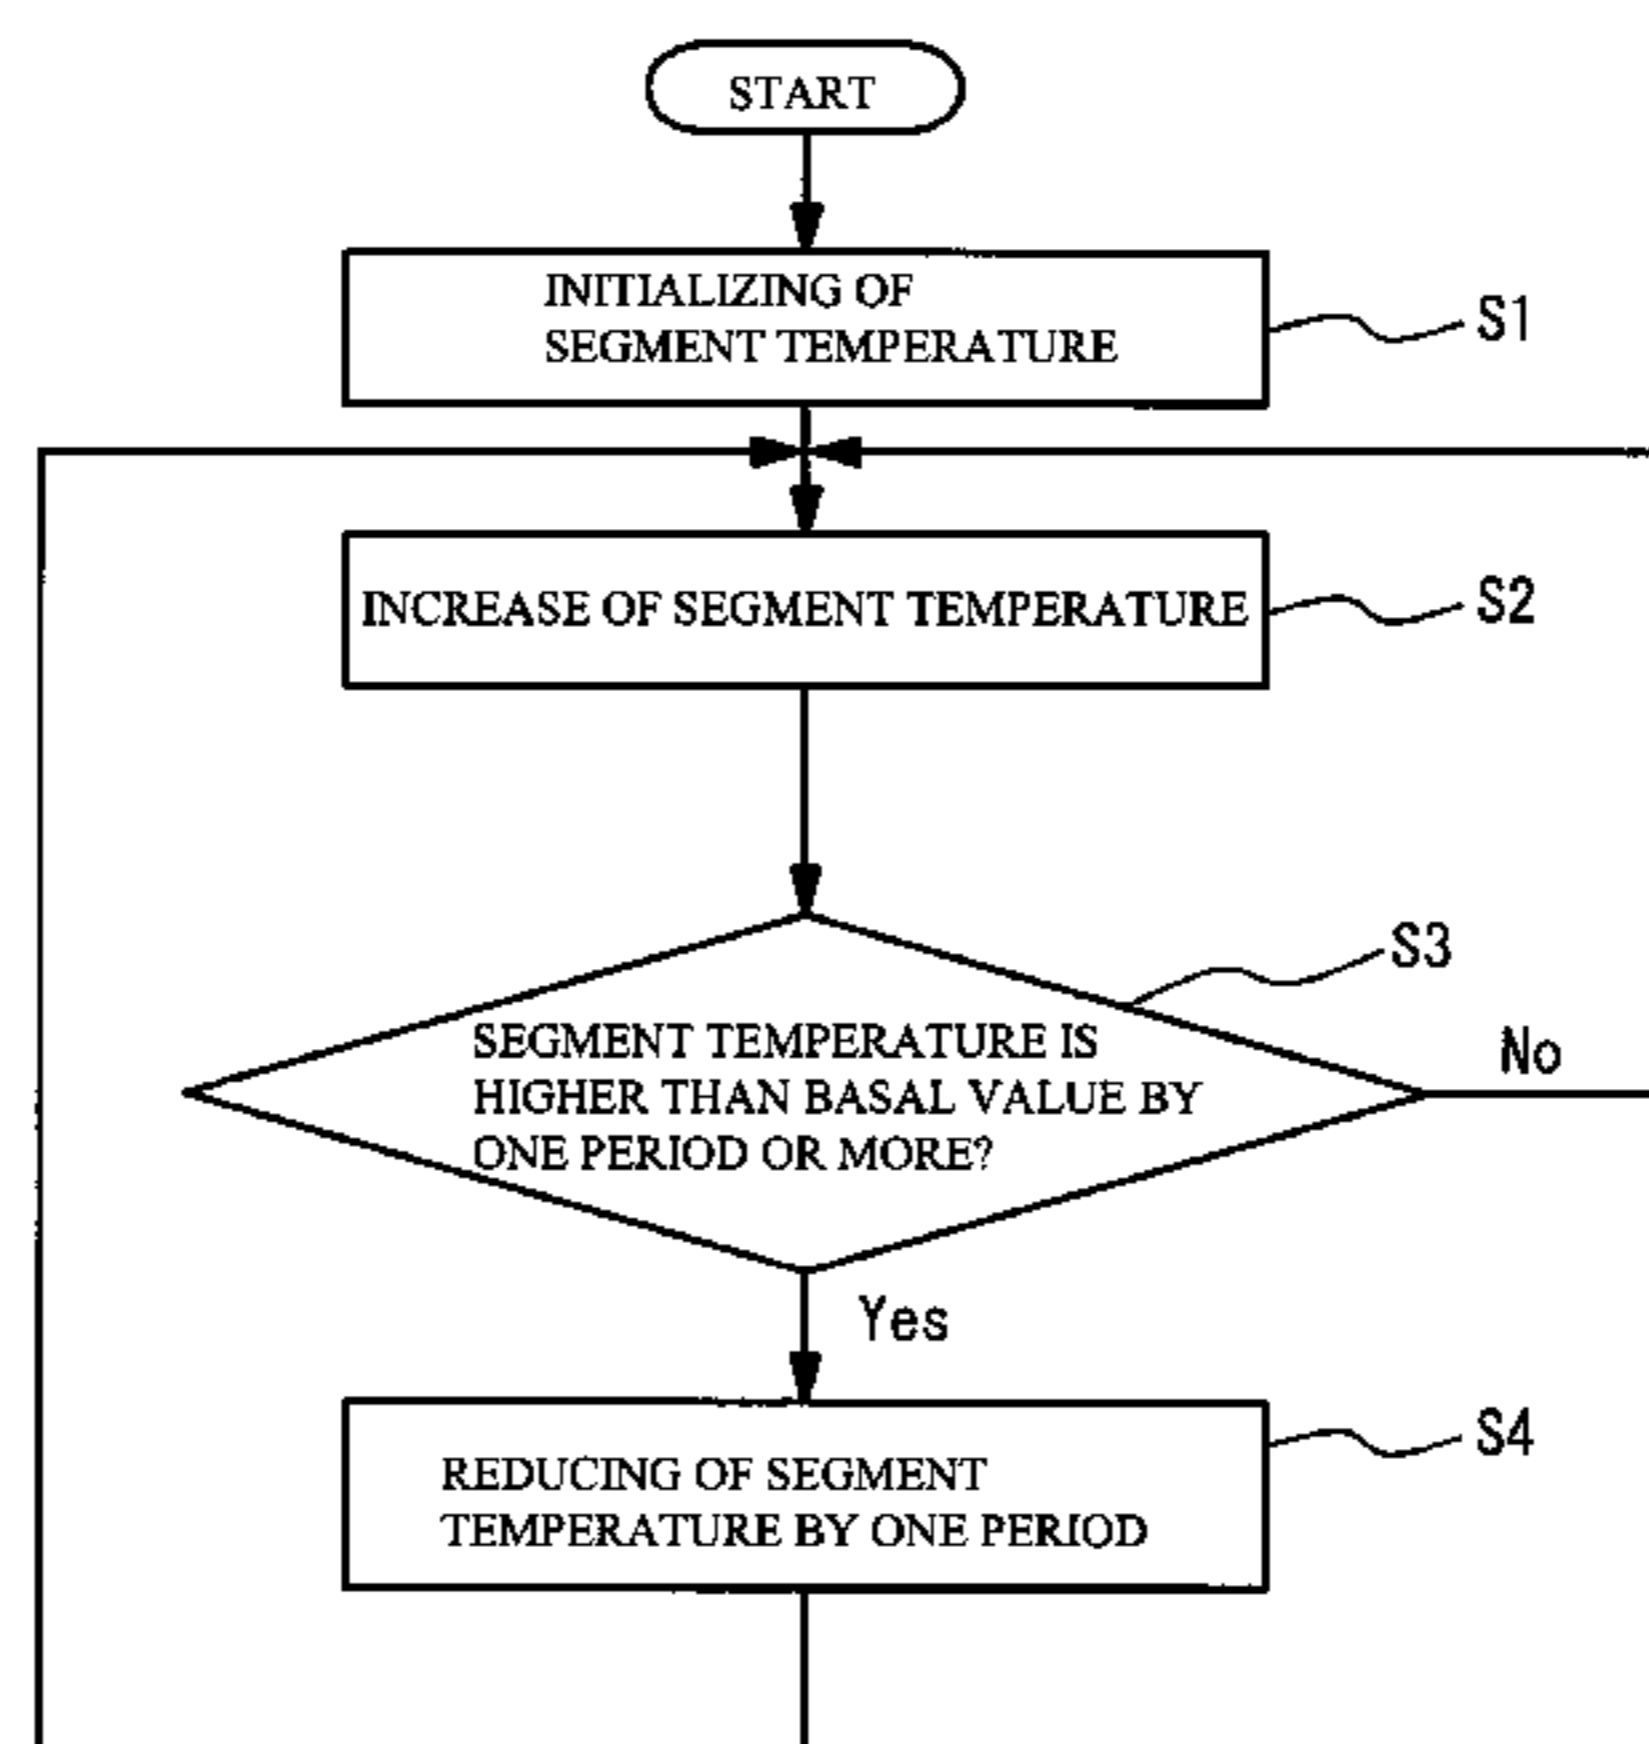 START
INITIALIZING OF
SEGMENT TEMPERATURE
S1
INCREASE OF SEGMENT TEMPERATURE
S2
S3
SEGMENT TEMPERATURE IS
HIGHER THAN BASAL VALUE BY
ONE PERIOD OR MORE?
No
Yes
REDUCING OF SEGMENT
TEMPERATURE BY ONE PERIOD
S4